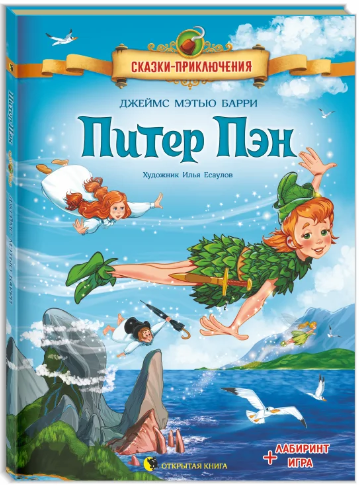 СКАЗКИ-ПРИКЛЮЧЕНИЯ
ДЖЕЙМС МЭТЬЮ БАРРИ
Питер Пэн
Художник Илья Есаулов
+ ЛАБИРИНТ
ИГРА
ОТКРЫТАЯ КНИГА